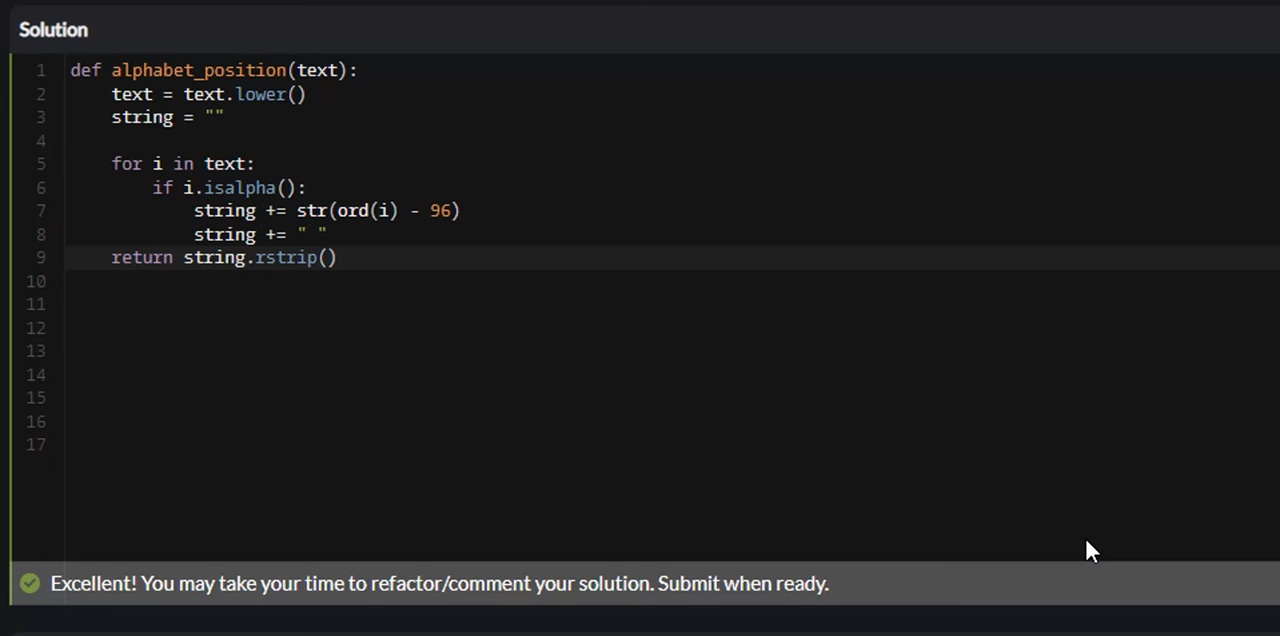 Solution
1 def alphabet_position(text):
2     text = text.lower()
3     string = ""
4
5     for i in text:
6         if i.isalpha():
7             string += str(ord(i) - 96)
8             string += " "
9     return string.rstrip()
10
11
12
13
14
15
16
17
Excellent! You may take your time to refactor/comment your solution. Submit when ready.